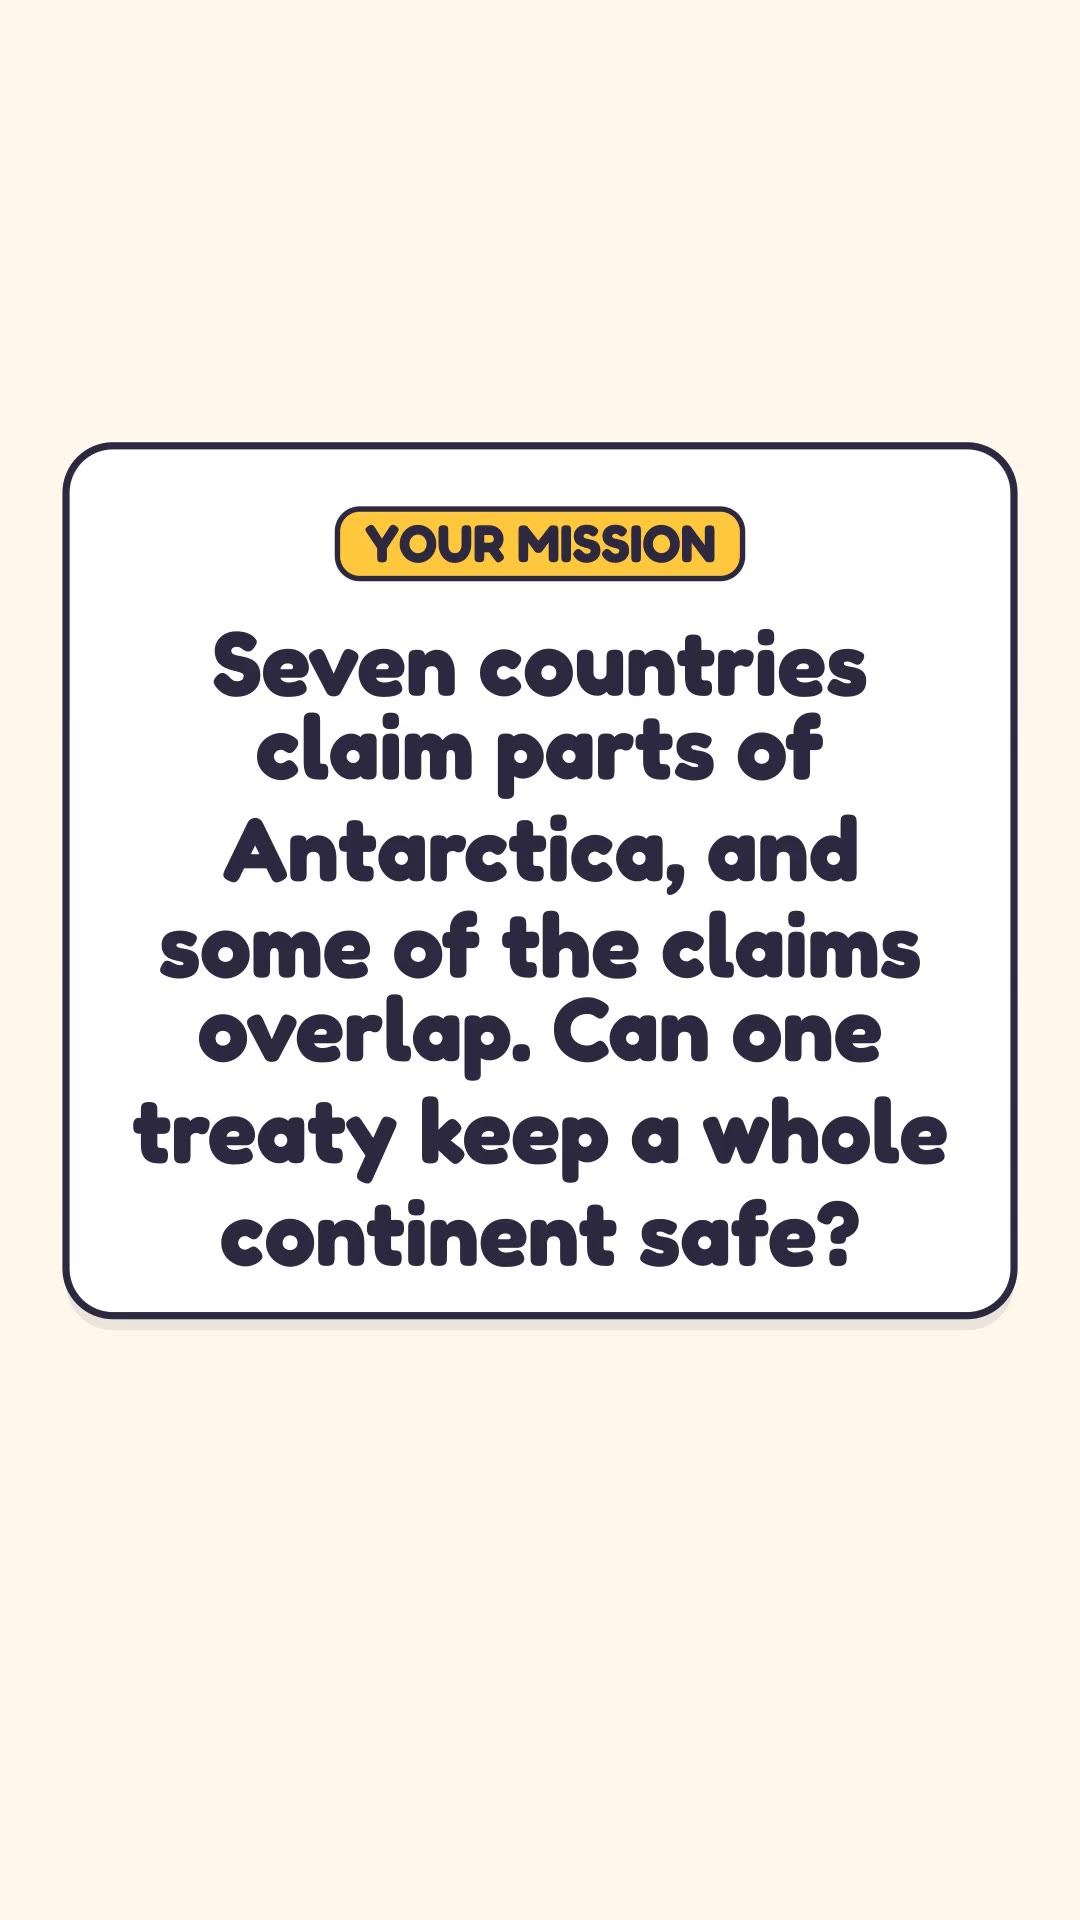 YOUR MISSION
Seven countries
claim parts of
Antarctica, and
some of the claims
overlap. Can one
treaty keep a whole
continent safe?